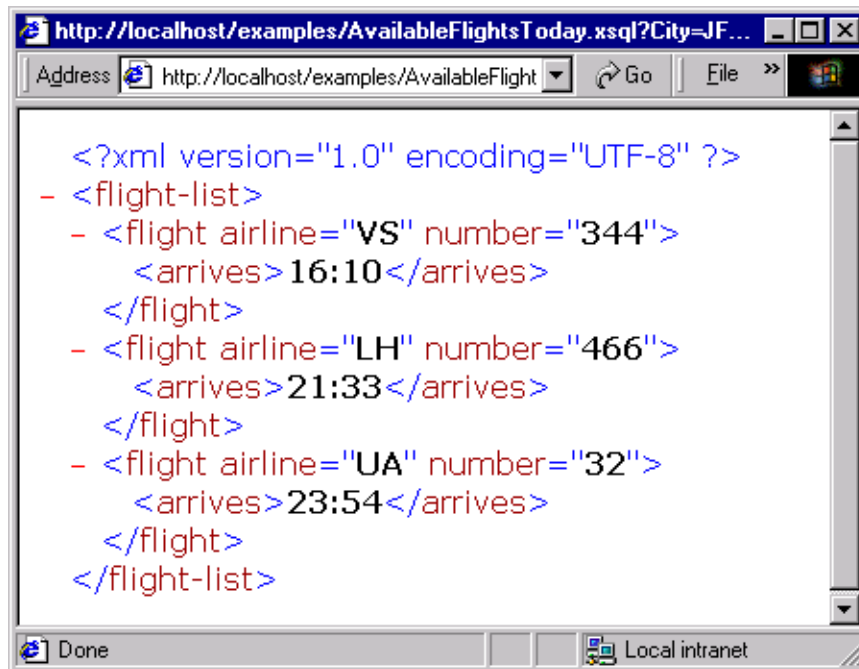 http://localhost/examples/AvailableFlightsToday.xsql?City=JF...
Address http://localhost/examples/AvailableFlight Go File »
<?xml version="1.0" encoding="UTF-8" ?>
- <flight-list>
- <flight airline="VS" number="344">
<arrives>16:10</arrives>
</flight>
- <flight airline="LH" number="466">
<arrives>21:33</arrives>
</flight>
- <flight airline="UA" number="32">
<arrives>23:54</arrives>
</flight>
</flight-list>
Done Local intranet